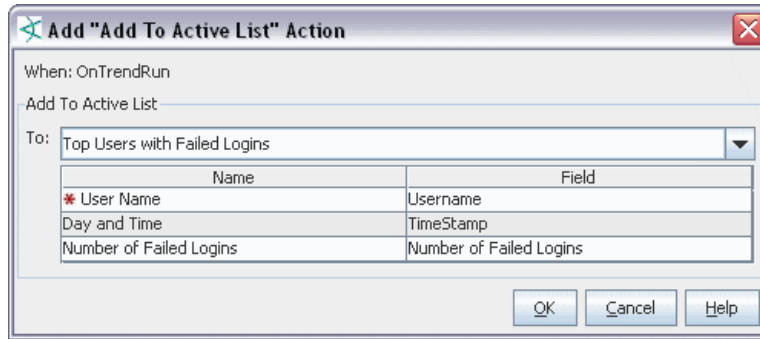 Add "Add To Active List" Action
When: OnTrendRun
Add To Active List
To: Top Users with Failed Logins
Name Field
* User Name Username
Day and Time TimeStamp
Number of Failed Logins Number of Failed Logins
OK Cancel Help